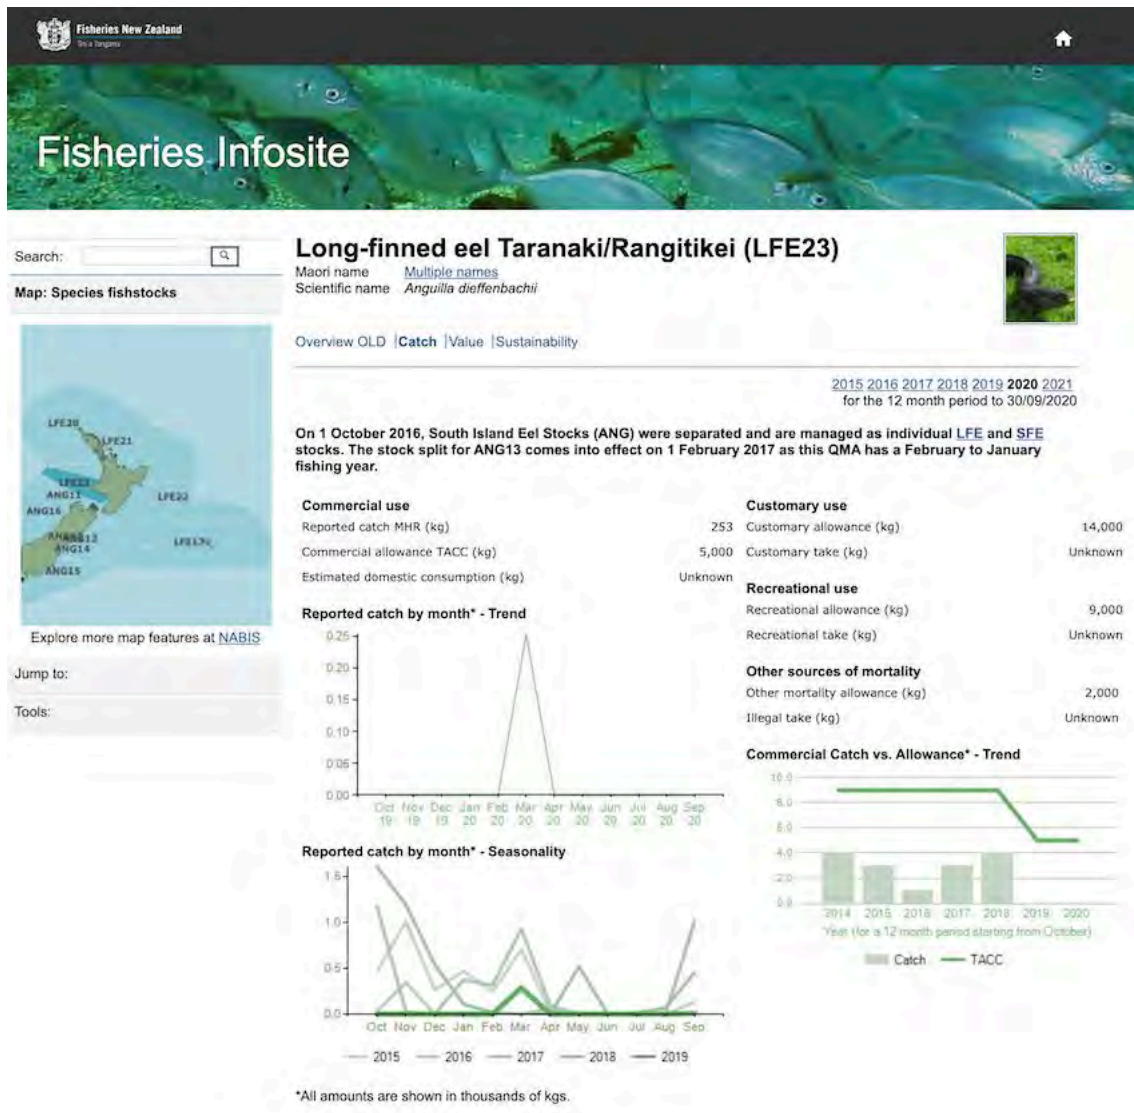 Fisheries New Zealand
Fisheries Infosite
Search:
Map: Species fishstocks
LFE20
LFE21
LFE23
ANG11
LFE22
ANG16
ANG14
LFE17
ANG15
Explore more map features at NABIS
Jump to:
Tools:
Long-finned eel Taranaki/Rangitikei (LFE23)
Maori name Multiple names
Scientific name Anguilla dieffenbachii
Overview OLD |Catch |Value |Sustainability
2015 2016 2017 2018 2019 2020 2021
for the 12 month period to 30/09/2020
On 1 October 2016, South Island Eel Stocks (ANG) were separated and are managed as individual LFE and SFE
stocks. The stock split for ANG13 comes into effect on 1 February 2017 as this QMA has a February to January
fishing year.
Commercial use
Reported catch MHR (kg) 253
Commercial allowance TACC (kg) 5,000
Estimated domestic consumption (kg) Unknown
Reported catch by month* - Trend
0.25
0.20
0.15
0.10
0.05
0.00
Oct Nov Dec Jan Feb Mar Apr May Jun Jul Aug Sep
19 19 19 20 20 20 20 20 20 20 20 20
Reported catch by month* - Seasonality
1.5
1.0
0.5
0.0
Oct Nov Dec Jan Feb Mar Apr May Jun Jul Aug Sep
2015 2016 2017 2018 2019
*All amounts are shown in thousands of kgs.
Customary use
Customary allowance (kg) 14,000
Customary take (kg) Unknown
Recreational use
Recreational allowance (kg) 9,000
Recreational take (kg) Unknown
Other sources of mortality
Other mortality allowance (kg) 2,000
Illegal take (kg) Unknown
Commercial Catch vs. Allowance* - Trend
10.0
8.0
6.0
4.0
2.0
0.0
2014 2015 2016 2017 2018 2019 2020
Year (for a 12 month period starting from October)
Catch TACC